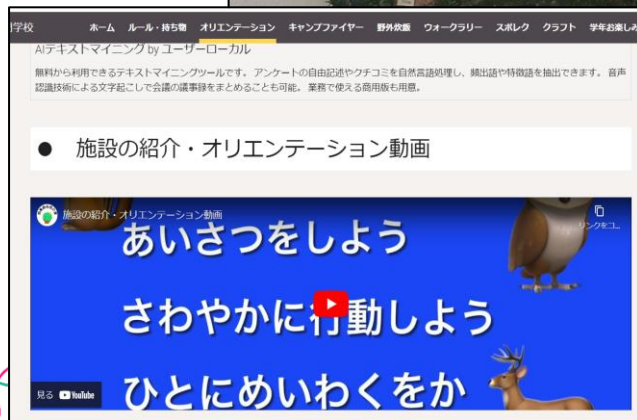 学校 ホーム ルール・持ち物 オリエンテーション キャンプファイヤー 野外炊飯 ウォークラリー スポレク クラフト 学年お楽しみ
AIテキストマイニング by ユーザーローカル
無料から利用できるテキストマイニングツールです。 アンケートの自由記述やクチコミを自然言語処理し、頻出語や特徴語を抽出できます。 音声
認識技術による文字起こしで会議の議事録をまとめることも可能。 業務で使える商用版も用意。
● 施設の紹介・オリエンテーション動画
施設の紹介・オリエンテーション動画
リンクをコ...
あいさつをしよう
さわやかに行動しよう
ひとにめいわくをか
見る YouTube